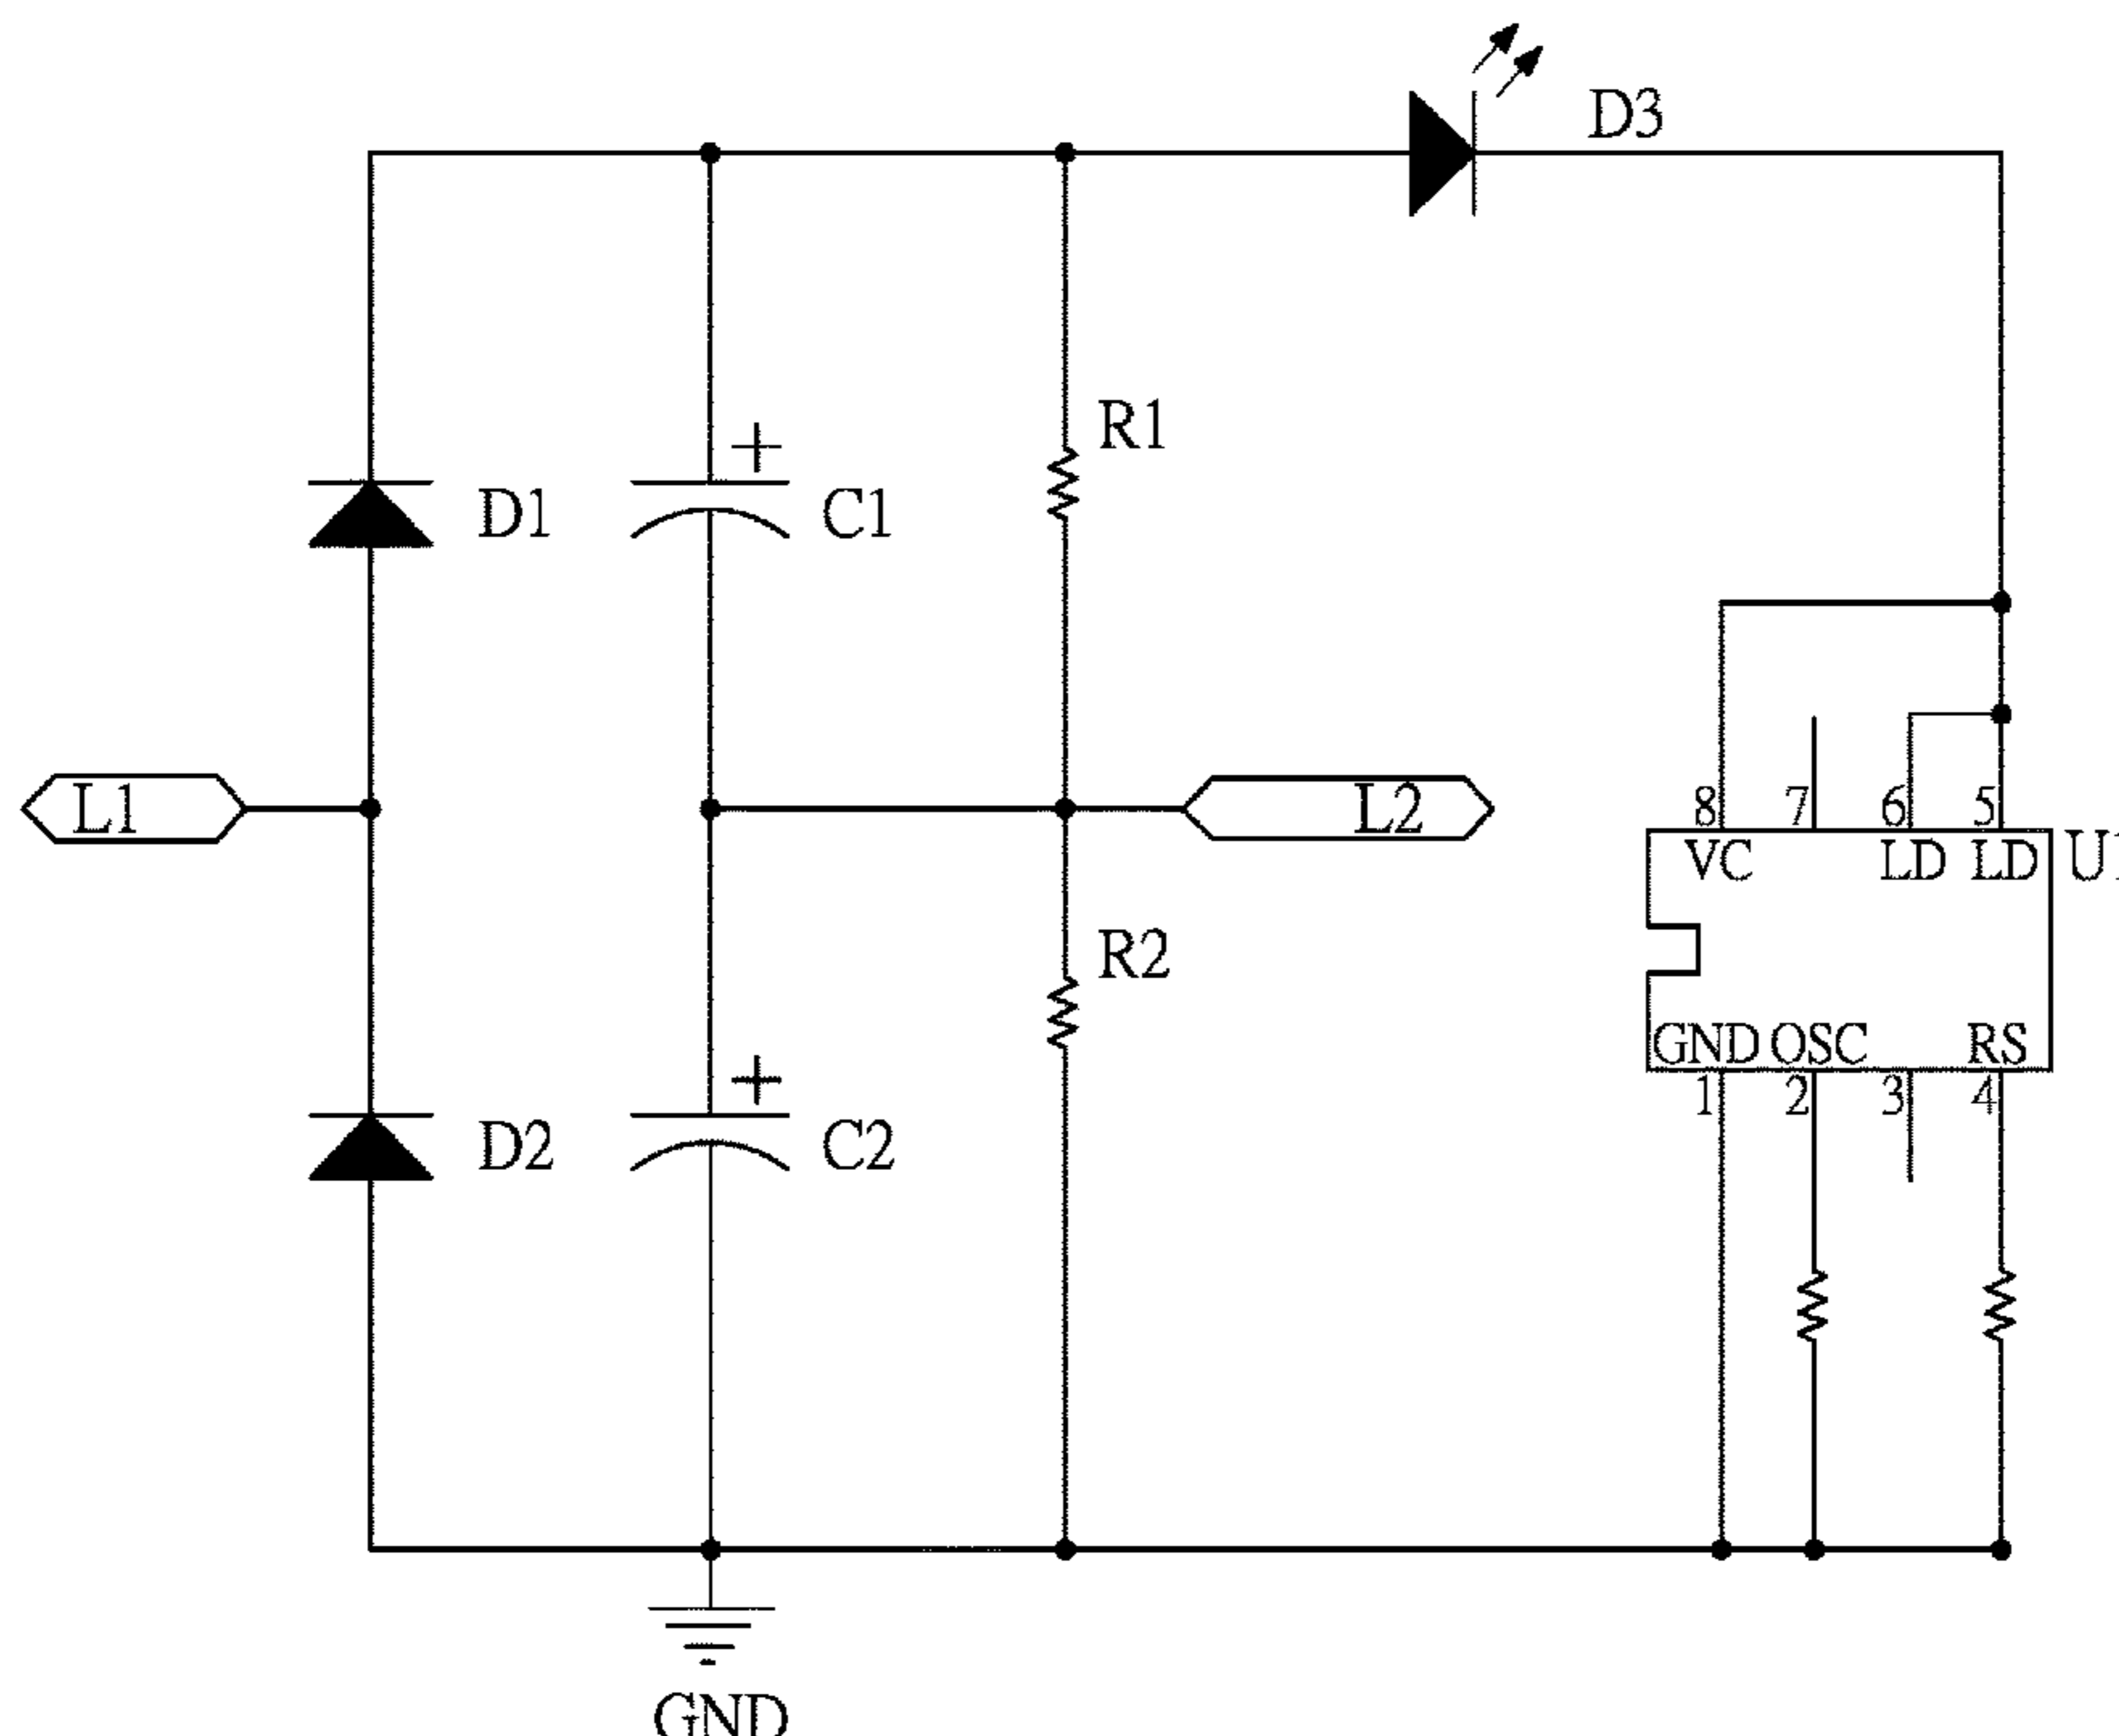 D3
R1
+
D1
C1
L1
L2
8 7 6 5
VC LD LD U1
R2
GND OSC RS
1 2 3 4
+
D2
C2
GND